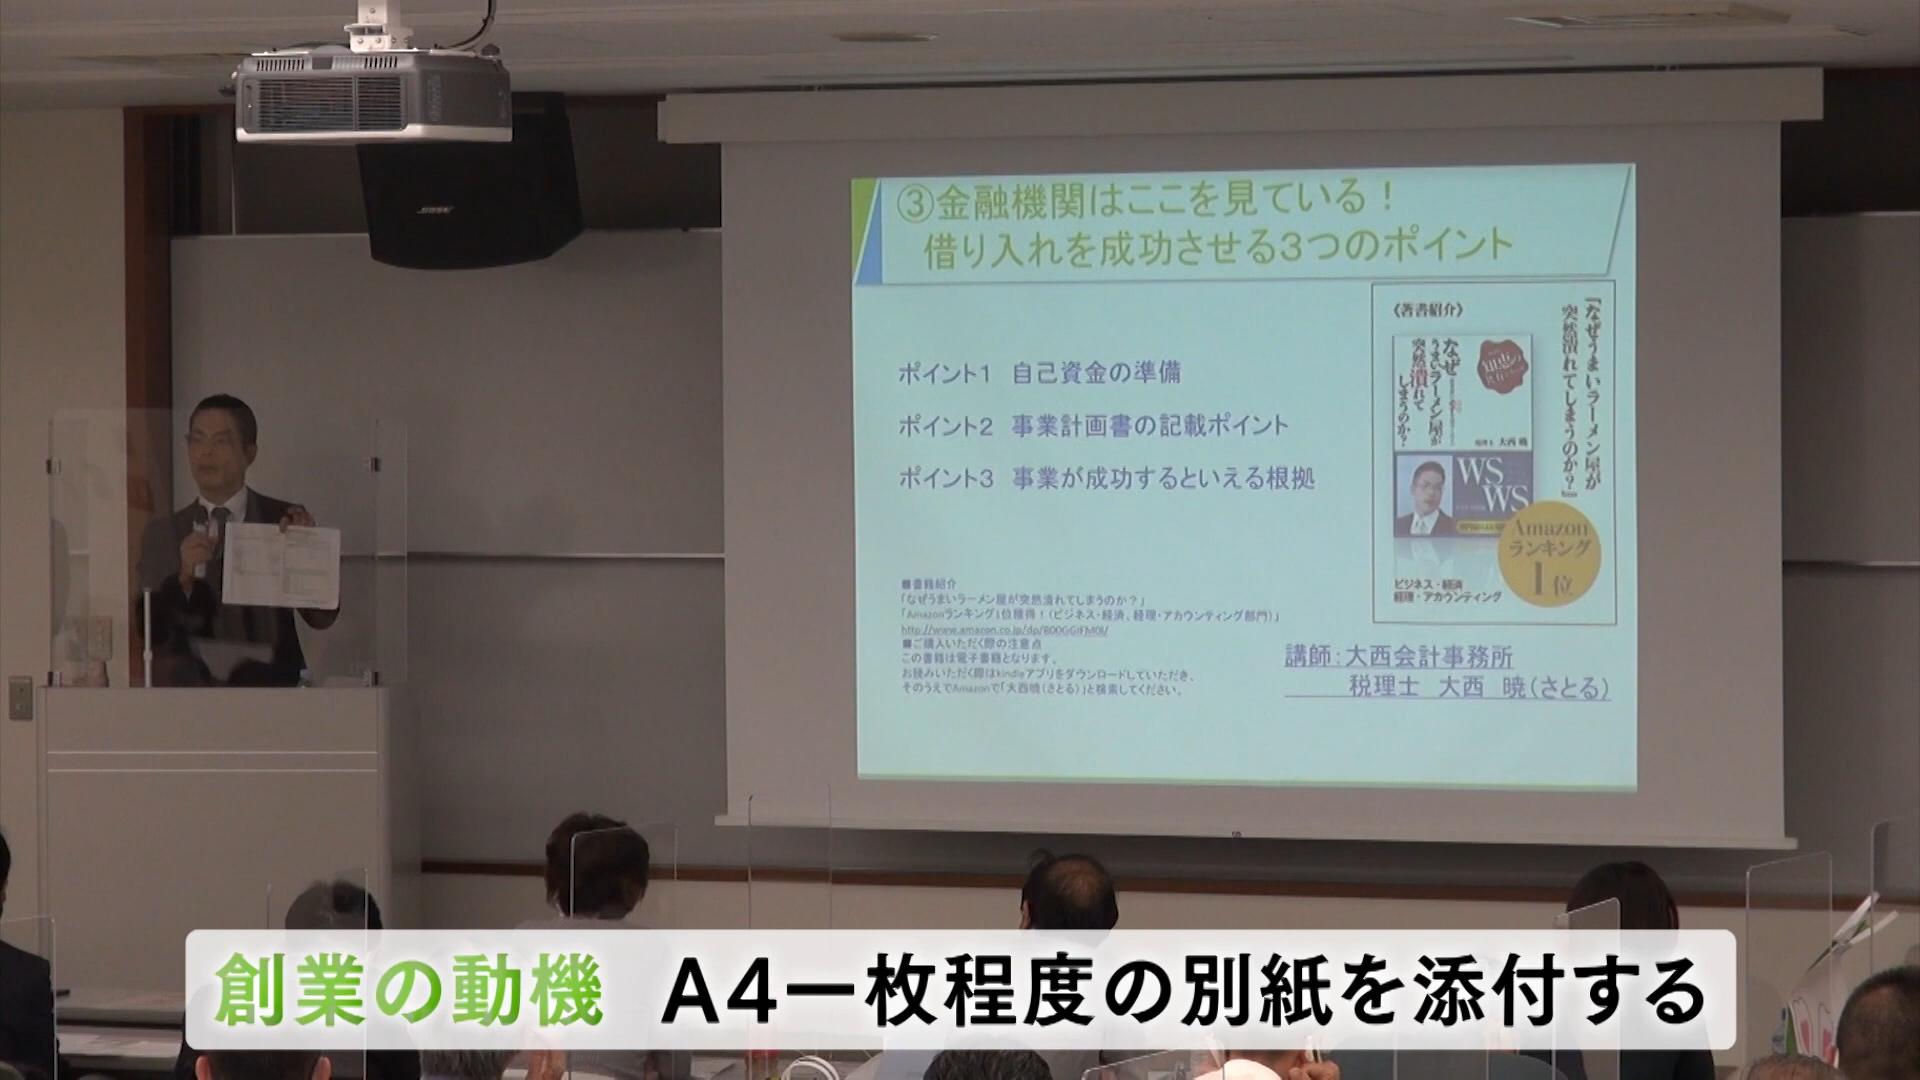 ③金融機関はここを見ている！
借り入れを成功させる3つのポイント
ポイント1　自己資金の準備
ポイント2　事業計画書の記載ポイント
ポイント3　事業が成功するといえる根拠
《著書紹介》
『なぜうまいラーメン屋が
突然潰れてしまうのか？』
なぜ
うまいラーメン屋が
突然潰れて
しまうのか？
税理士 大西 暁
WS
WS
Amazon
ランキング
1位
ビジネス・経済
経理・アカウンティング
■書籍紹介
「なぜうまいラーメン屋が突然潰れてしまうのか？」
「Amazonランキング1位獲得！（ビジネス・経済、経理・アカウンティング部門）」
■ご購入いただく際の注意点
この書籍は電子書籍となります。
お読みいただく際はkindleアプリをダウンロードしていただき、
そのうえでAmazonで「大西暁（さとる）」と検索してください。
講師：大西会計事務所
税理士　大西　暁（さとる）
BOSE
創業の動機　A4一枚程度の別紙を添付する